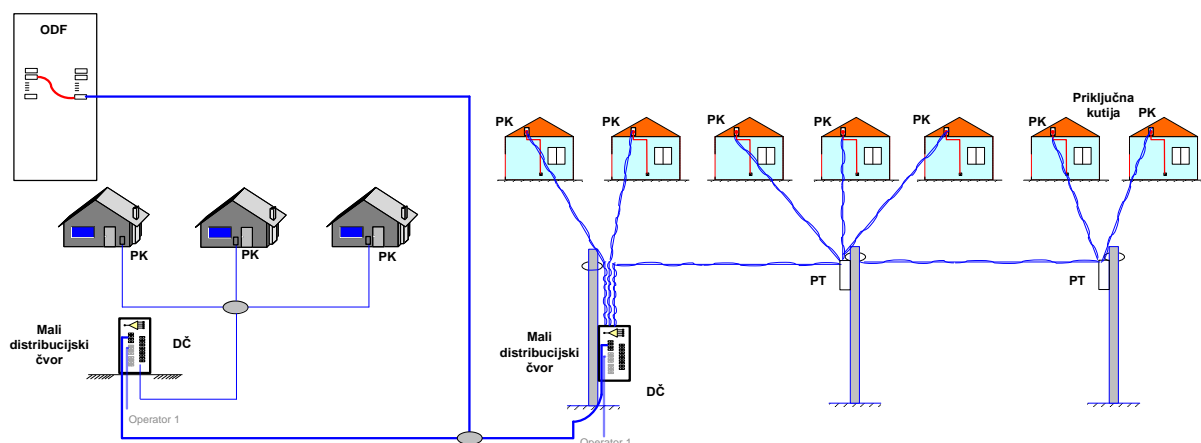 ODF
PK
PK
PK
PK
PK
PK
Priključna
kutija
PK
PK
PK
PK
PK
PT
PT
Mali
distribucijski
čvor
DČ
Operator 1
Mali
distribucijski
čvor
DČ
Operator 1